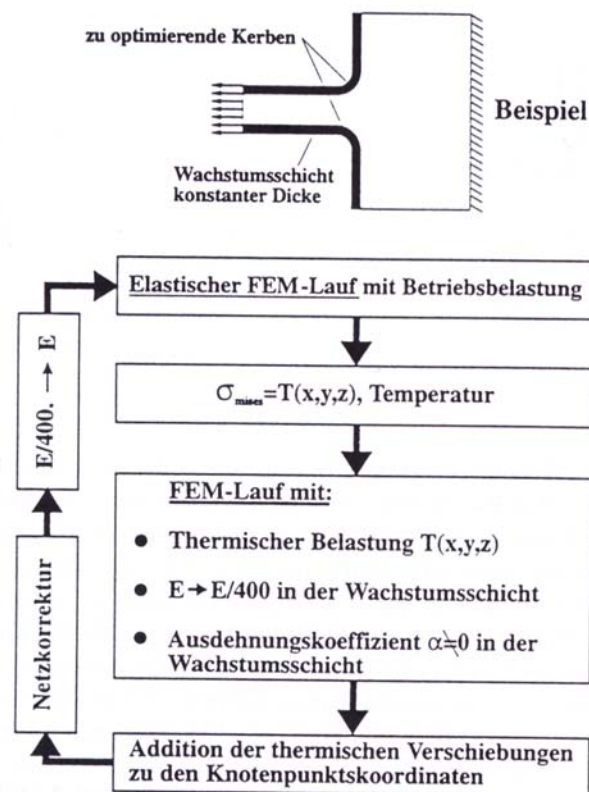 zu optimierende Kerben
Beispiel
Wachstumsschicht
konstanter Dicke
Elastischer FEM-Lauf mit Betriebsbelastung
σmises=T(x,y,z), Temperatur
FEM-Lauf mit:
● Thermischer Belastung T(x,y,z)
● E→E/400 in der Wachstumsschicht
● Ausdehnungskoeffizient α≠0 in der
Wachstumsschicht
Addition der thermischen Verschiebungen
zu den Knotenpunktskoordinaten
Netzkorrektur
E/400. → E